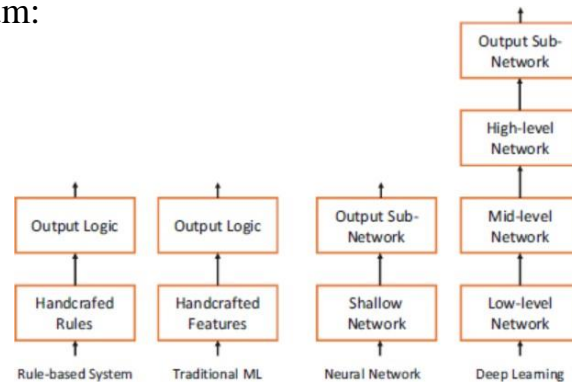 Output Sub-
Network
High-level
Network
Output Logic
Output Logic
Output Sub-
Network
Mid-level
Network
Handcrafed
Rules
Handcrafted
Features
Shallow
Network
Low-level
Network
Rule-based System
Traditional ML
Neural Network
Deep Learning